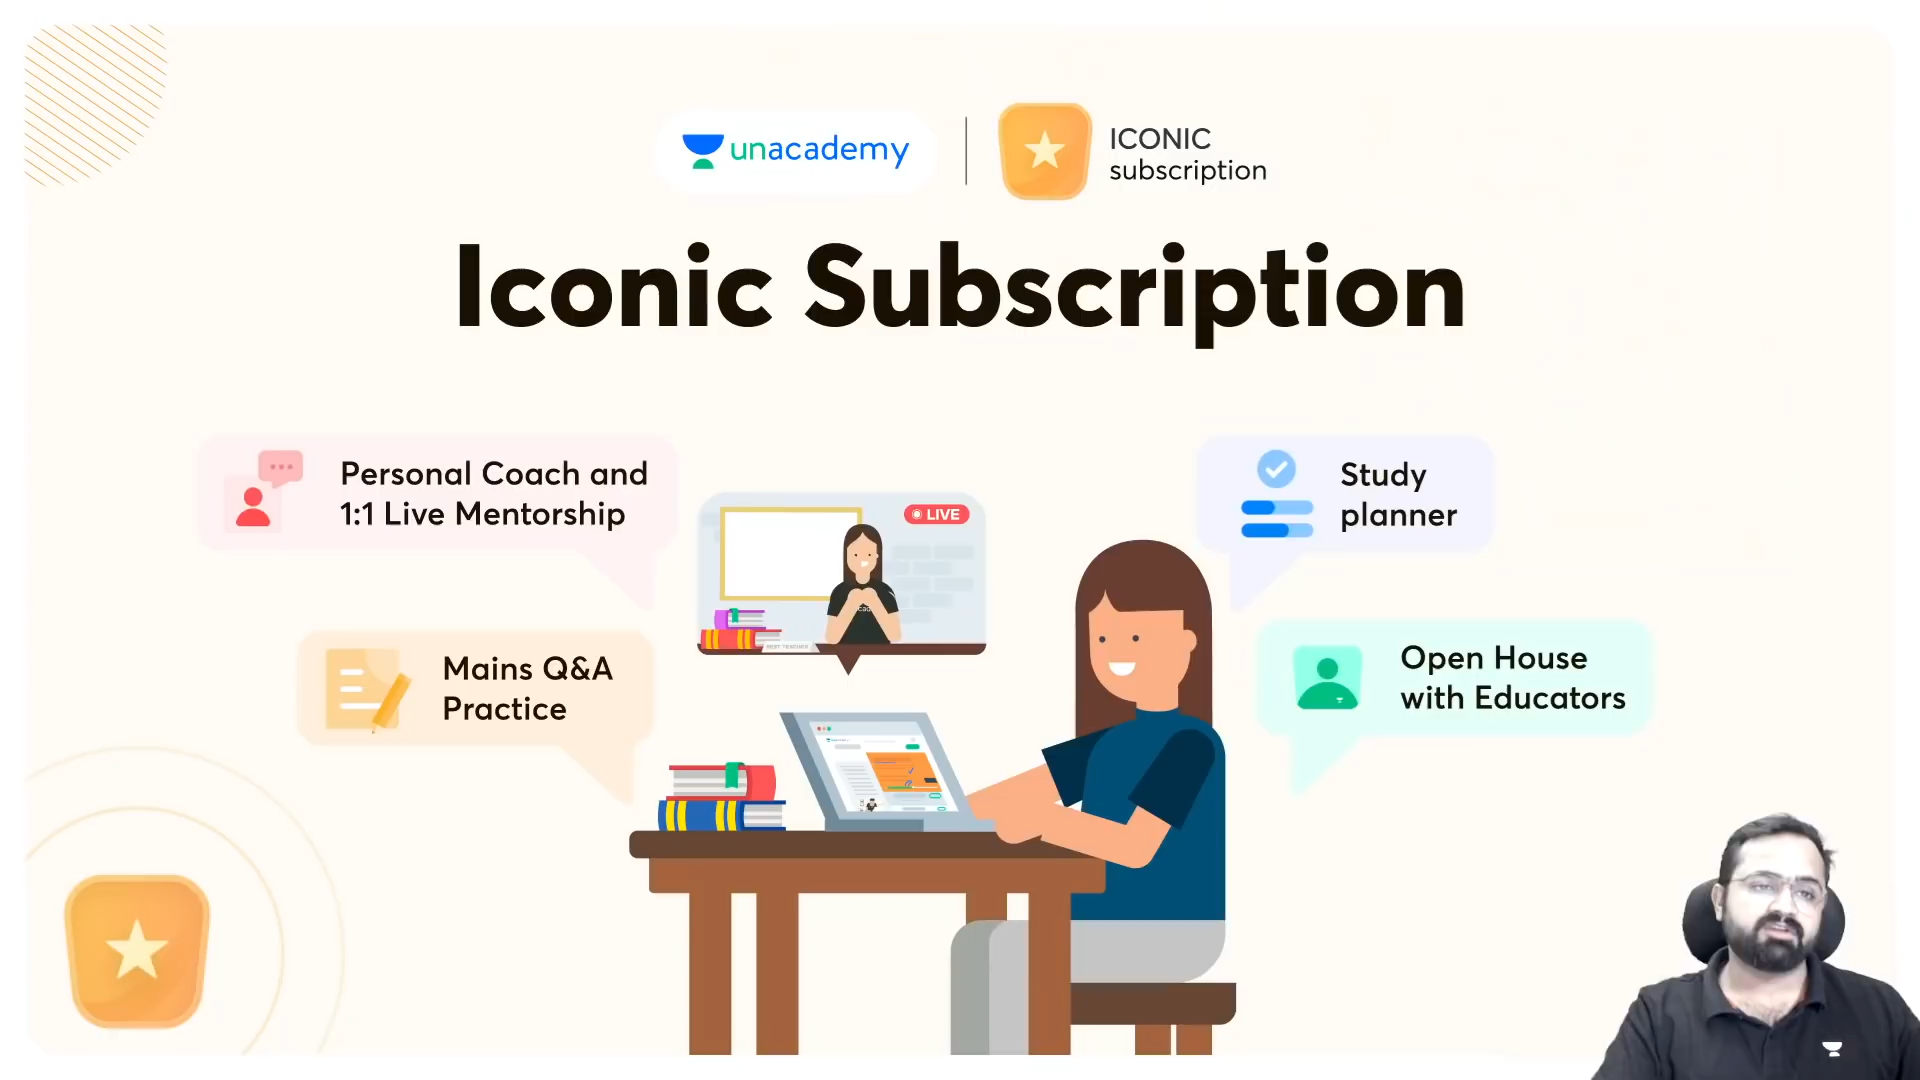 unacademy
ICONIC
subscription
Iconic Subscription
Personal Coach and
1:1 Live Mentorship
LIVE
Study
planner
Mains Q&A
Practice
Open House
with Educators